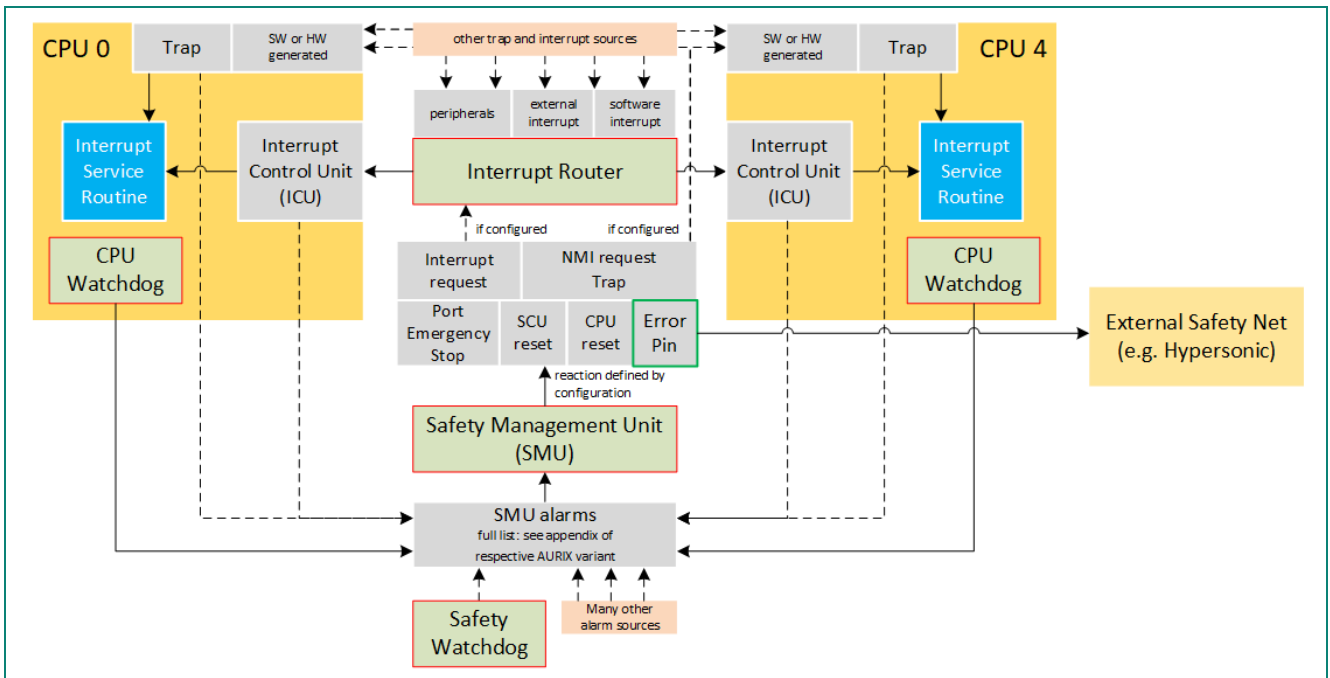 CPU 0
Trap
SW or HW
generated
other trap and interrupt sources
SW or HW
generated
Trap
CPU 4
peripherals
external
interrupt
software
interrupt
Interrupt
Service
Routine
Interrupt
Control Unit
(ICU)
Interrupt Router
Interrupt
Control Unit
(ICU)
Interrupt
Service
Routine
if configured
if configured
CPU
Watchdog
Interrupt
request
NMI request
Trap
CPU
Watchdog
Port
Emergency
Stop
SCU
reset
CPU
reset
Error
Pin
External Safety Net
(e.g. Hypersonic)
reaction defined by
configuration
Safety Management Unit
(SMU)
SMU alarms
full list: see appendix of
respective AURIX variant
Safety
Watchdog
Many other
alarm sources